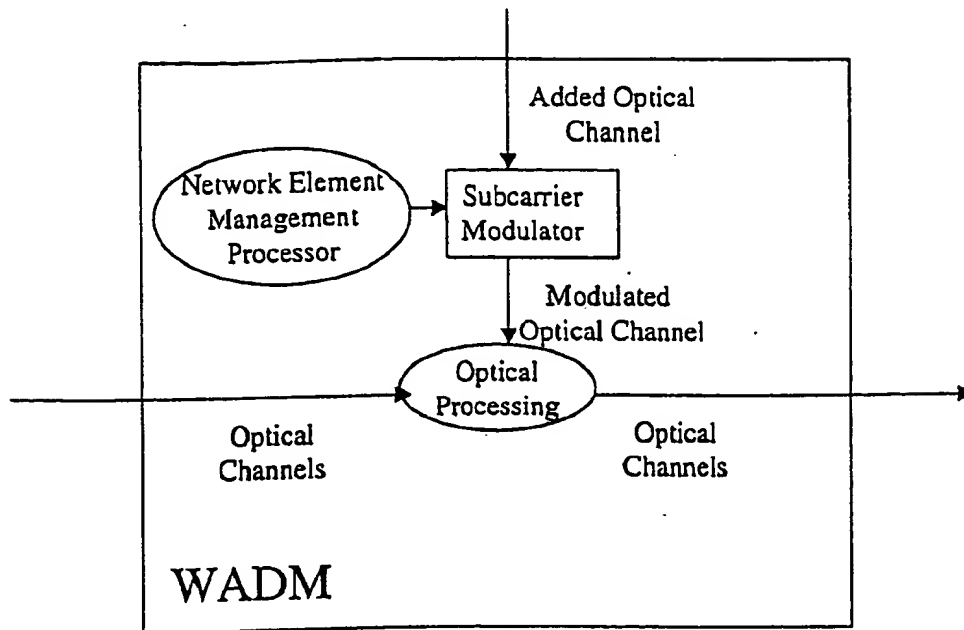 Added Optical
Channel
Network Element
Management
Processor
Subcarrier
Modulator
Modulated
Optical Channel
Optical
Processing
Optical
Channels
Optical
Channels
WADM